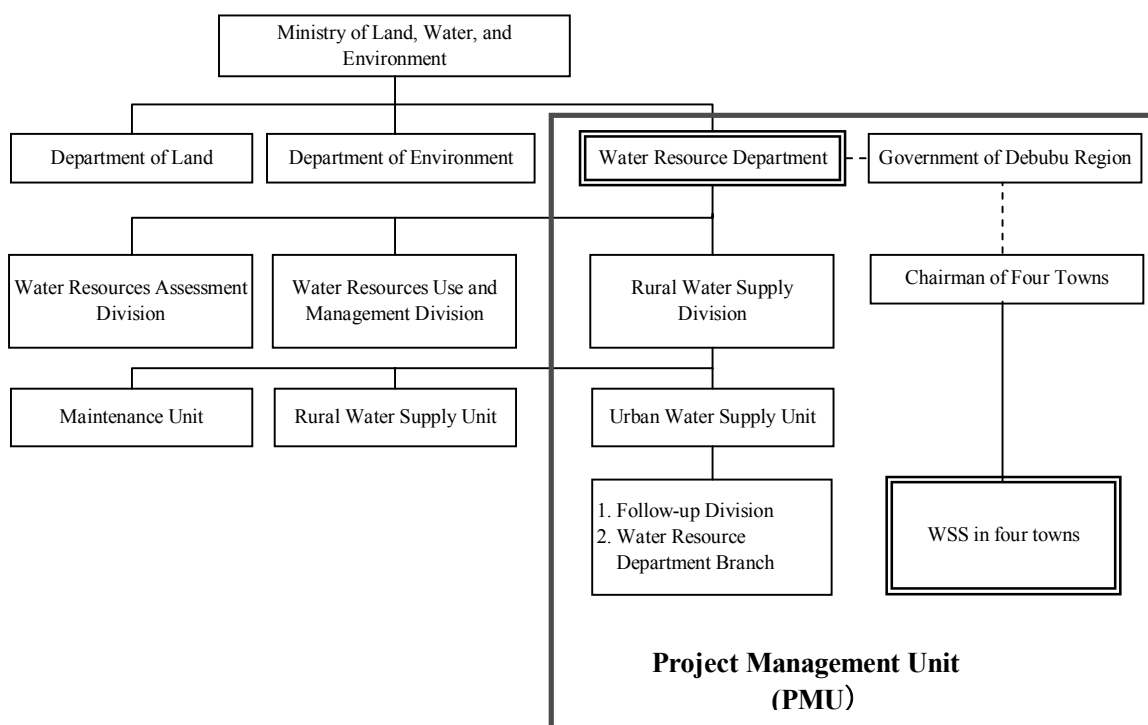 Ministry of Land, Water, and
Environment
Department of Land
Department of Environment
Water Resource Department
Government of Debubu Region
Water Resources Assessment
Division
Water Resources Use and
Management Division
Rural Water Supply
Division
Chairman of Four Towns
Maintenance Unit
Rural Water Supply Unit
Urban Water Supply Unit
1. Follow-up Division
2. Water Resource
Department Branch
WSS in four towns
Project Management Unit
(PMU）